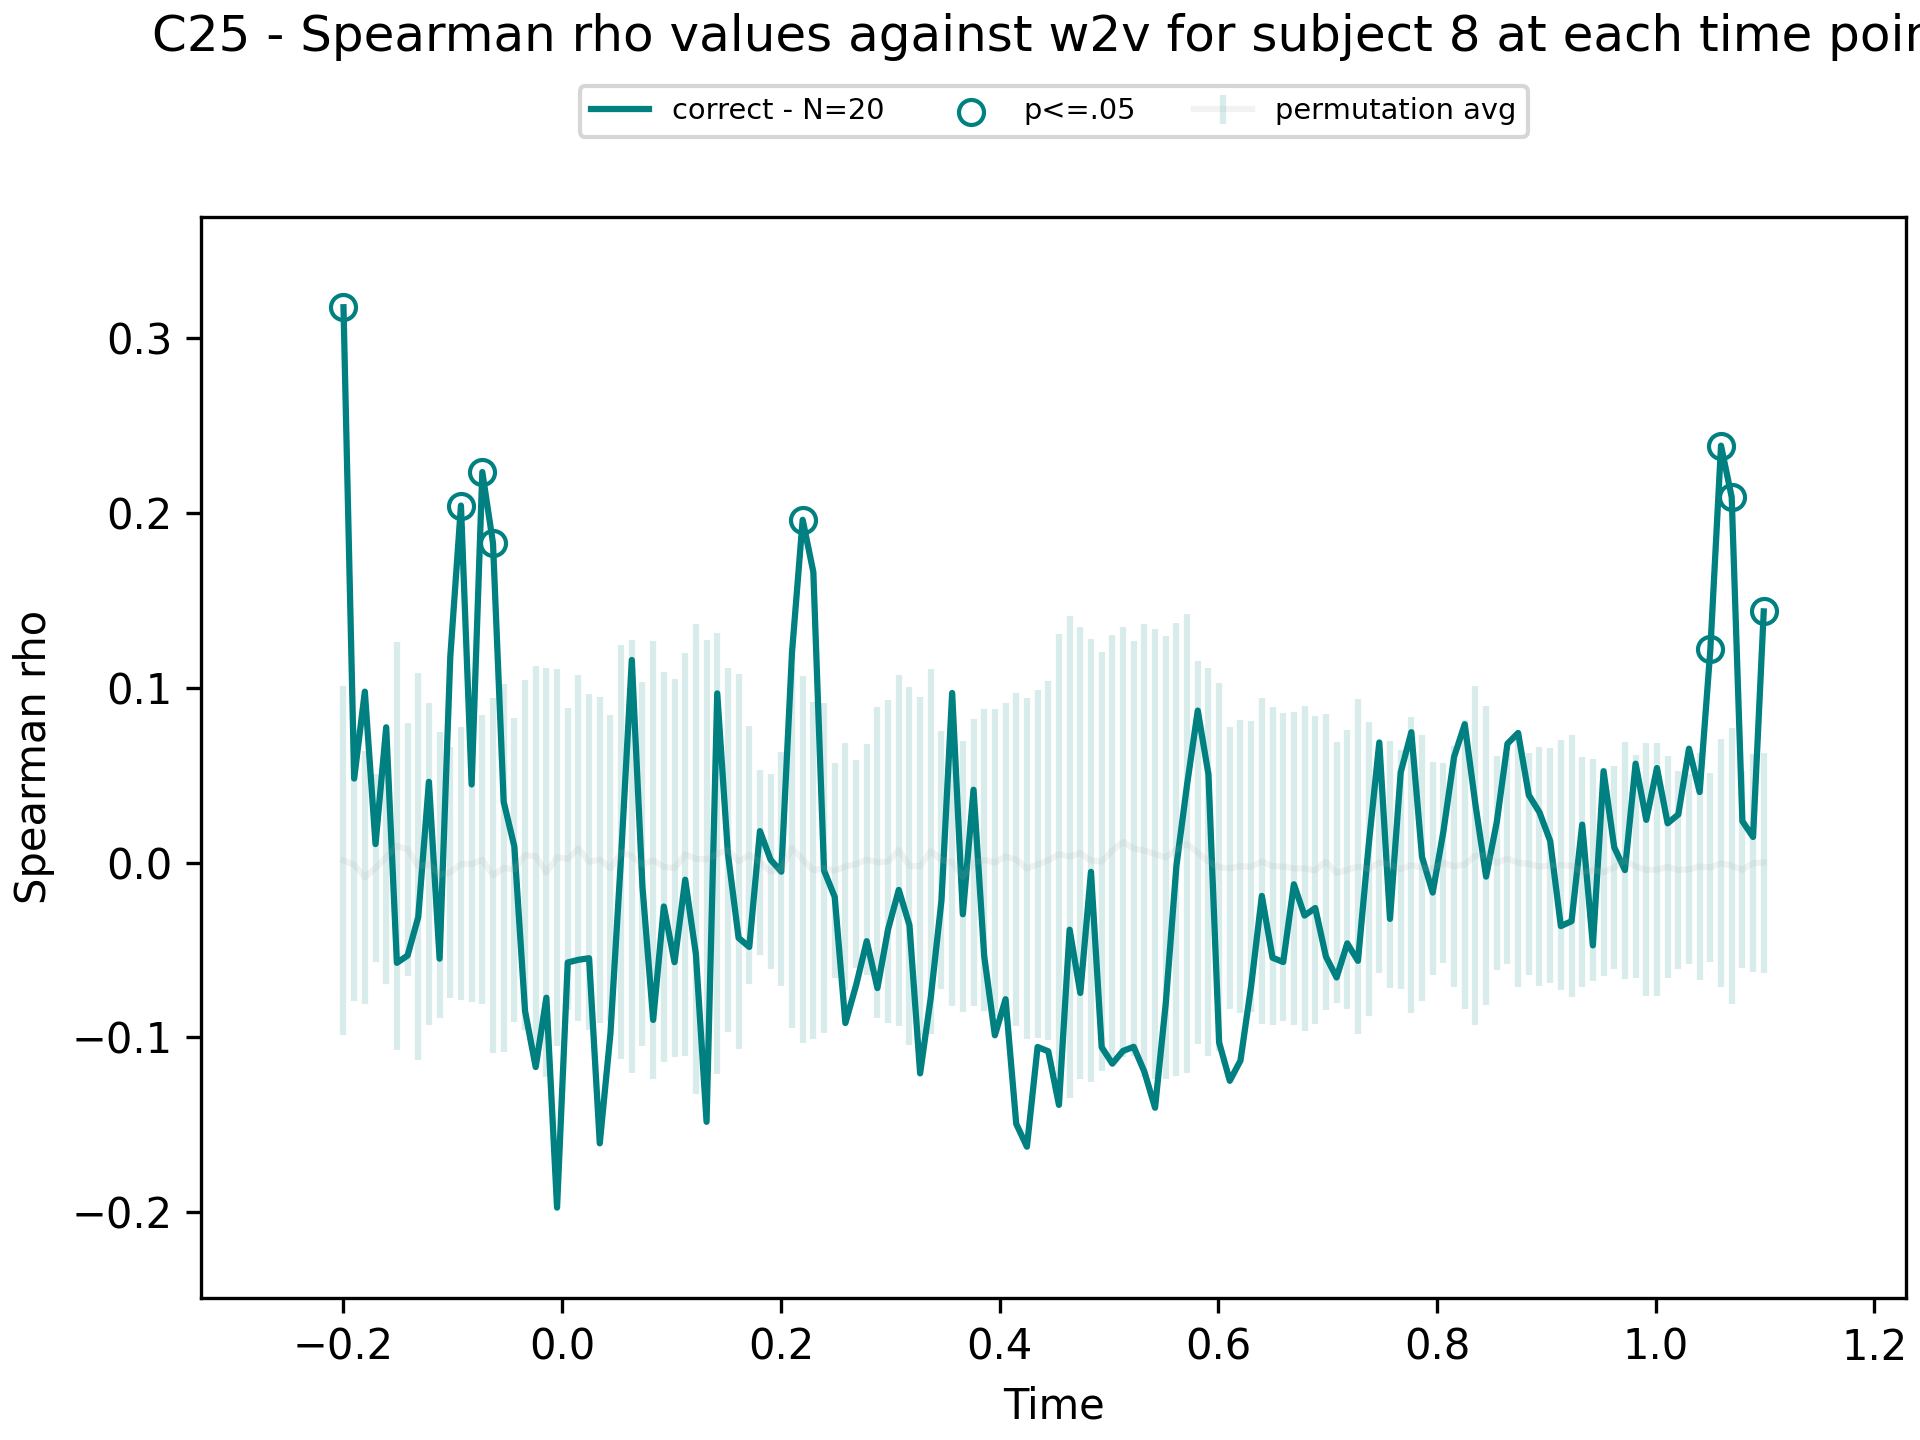 C25 - Spearman rho values against w2v for subject 8 at each time poin
correct - N=20 p<=.05 permutation avg
Spearman rho
0.3
0.2
0.1
0.0
−0.1
−0.2
−0.2 0.0 0.2 0.4 0.6 0.8 1.0 1.2
Time